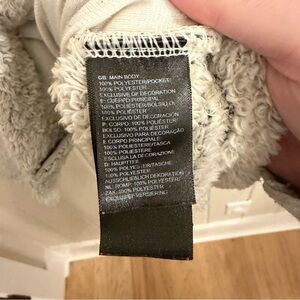 GB: MAIN BODY:
100% POLYESTER/POCKET:
100% POLYESTER
EXCLUSIVE OF DECORATION
E: CUERPO PRINCIPAL:
100% POLIÉSTER/BOLSILLO:
100% POLIÉSTER
EXCLUSIVO DE DECORACIÓN
P: CORPO: 100% POLIÉSTER
BOLSO: 100% POLIÉSTER
EXCLUSIVO PARA DECORAÇÃO
I: CORPO PRINCIPALE:
100% POLIESTERE/TASCA
100% POLIESTERE
ESCLUSA LA DECORAZIONE
D: HAUPTTEIL:
100% POLYESTER/TASCHE
100% POLYESTER
AUSSCHLIESSLICH DEKORATION
NL: ROMP: 100% POLYESTER
ZAK: 100% POLYESTER
EXCLUSIEF VERSIERING